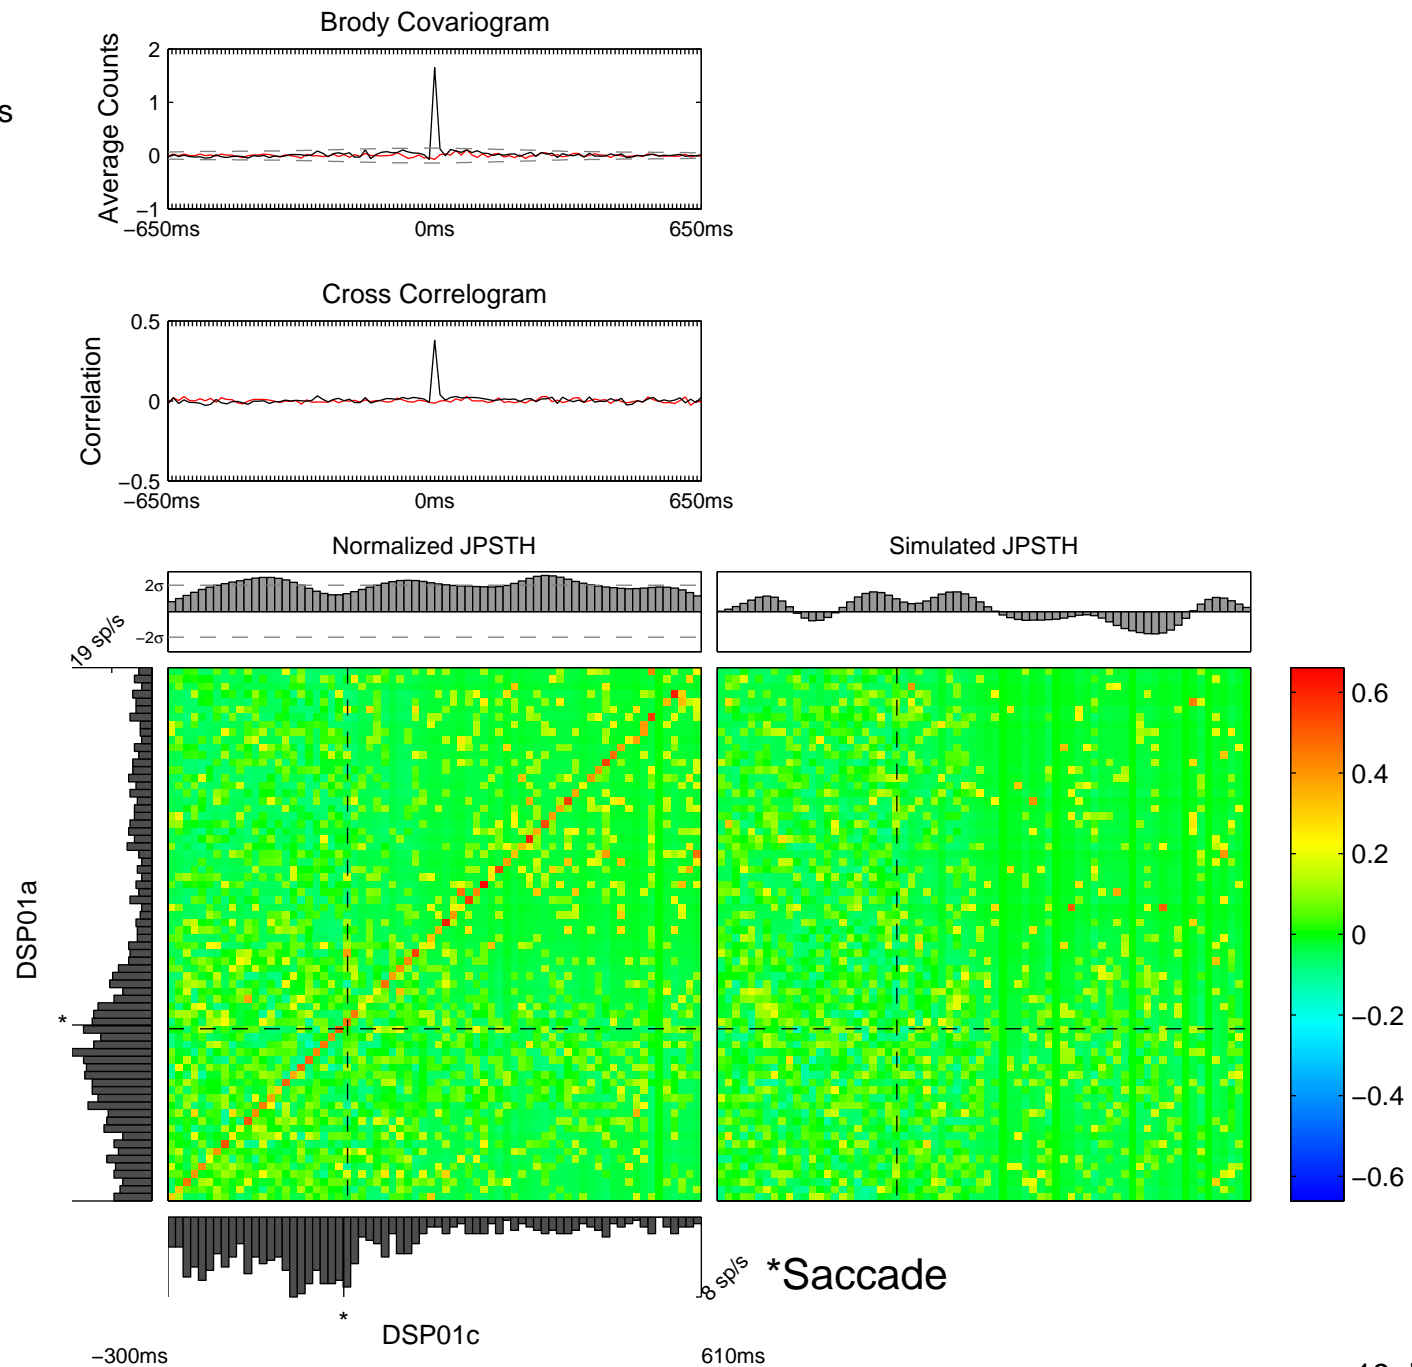 Brody Covariogram
s
Average Counts
2
1
0
−1
−650ms 0ms 650ms
Cross Correlogram
Correlation
0.5
0
−0.5
−650ms 0ms 650ms
Normalized JPSTH
Simulated JPSTH
2σ
−2σ
19 sp/s
DSP01a
*
0.6
0.4
0.2
0
−0.2
−0.4
−0.6
8 sp/s
*Saccade
*
DSP01c
−300ms 610ms